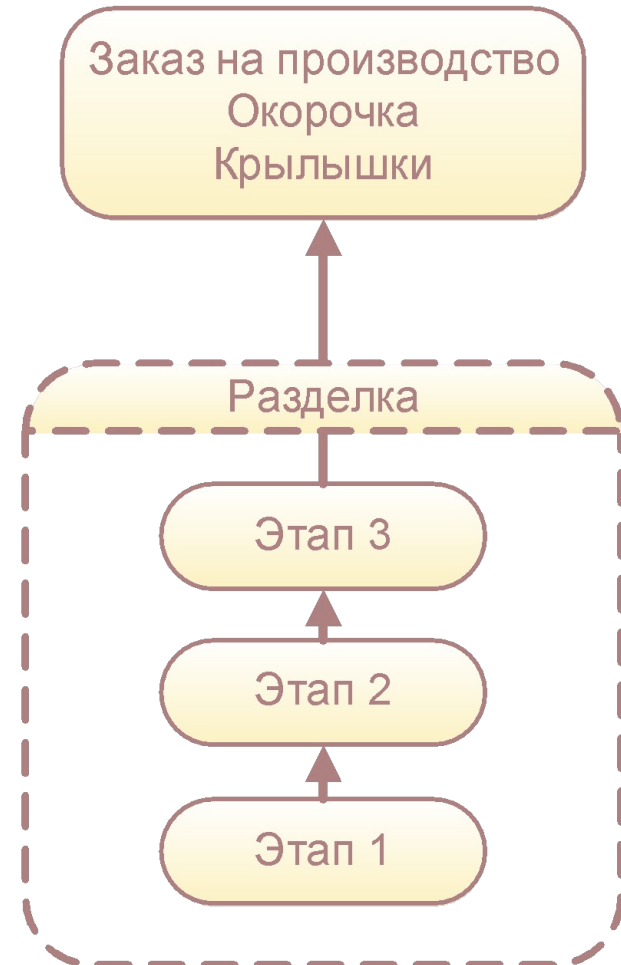 Заказ на производство
Окорочка
Крылышки
Разделка
Этап 3
Этап 2
Этап 1